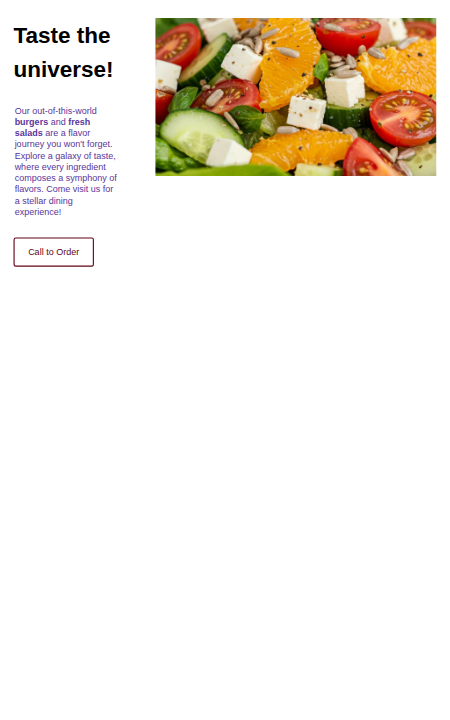 Taste the
universe!
Our out-of-this-world
burgers and fresh
salads are a flavor
journey you won't forget.
Explore a galaxy of taste,
where every ingredient
composes a symphony of
flavors. Come visit us for
a stellar dining
experience!
Call to Order